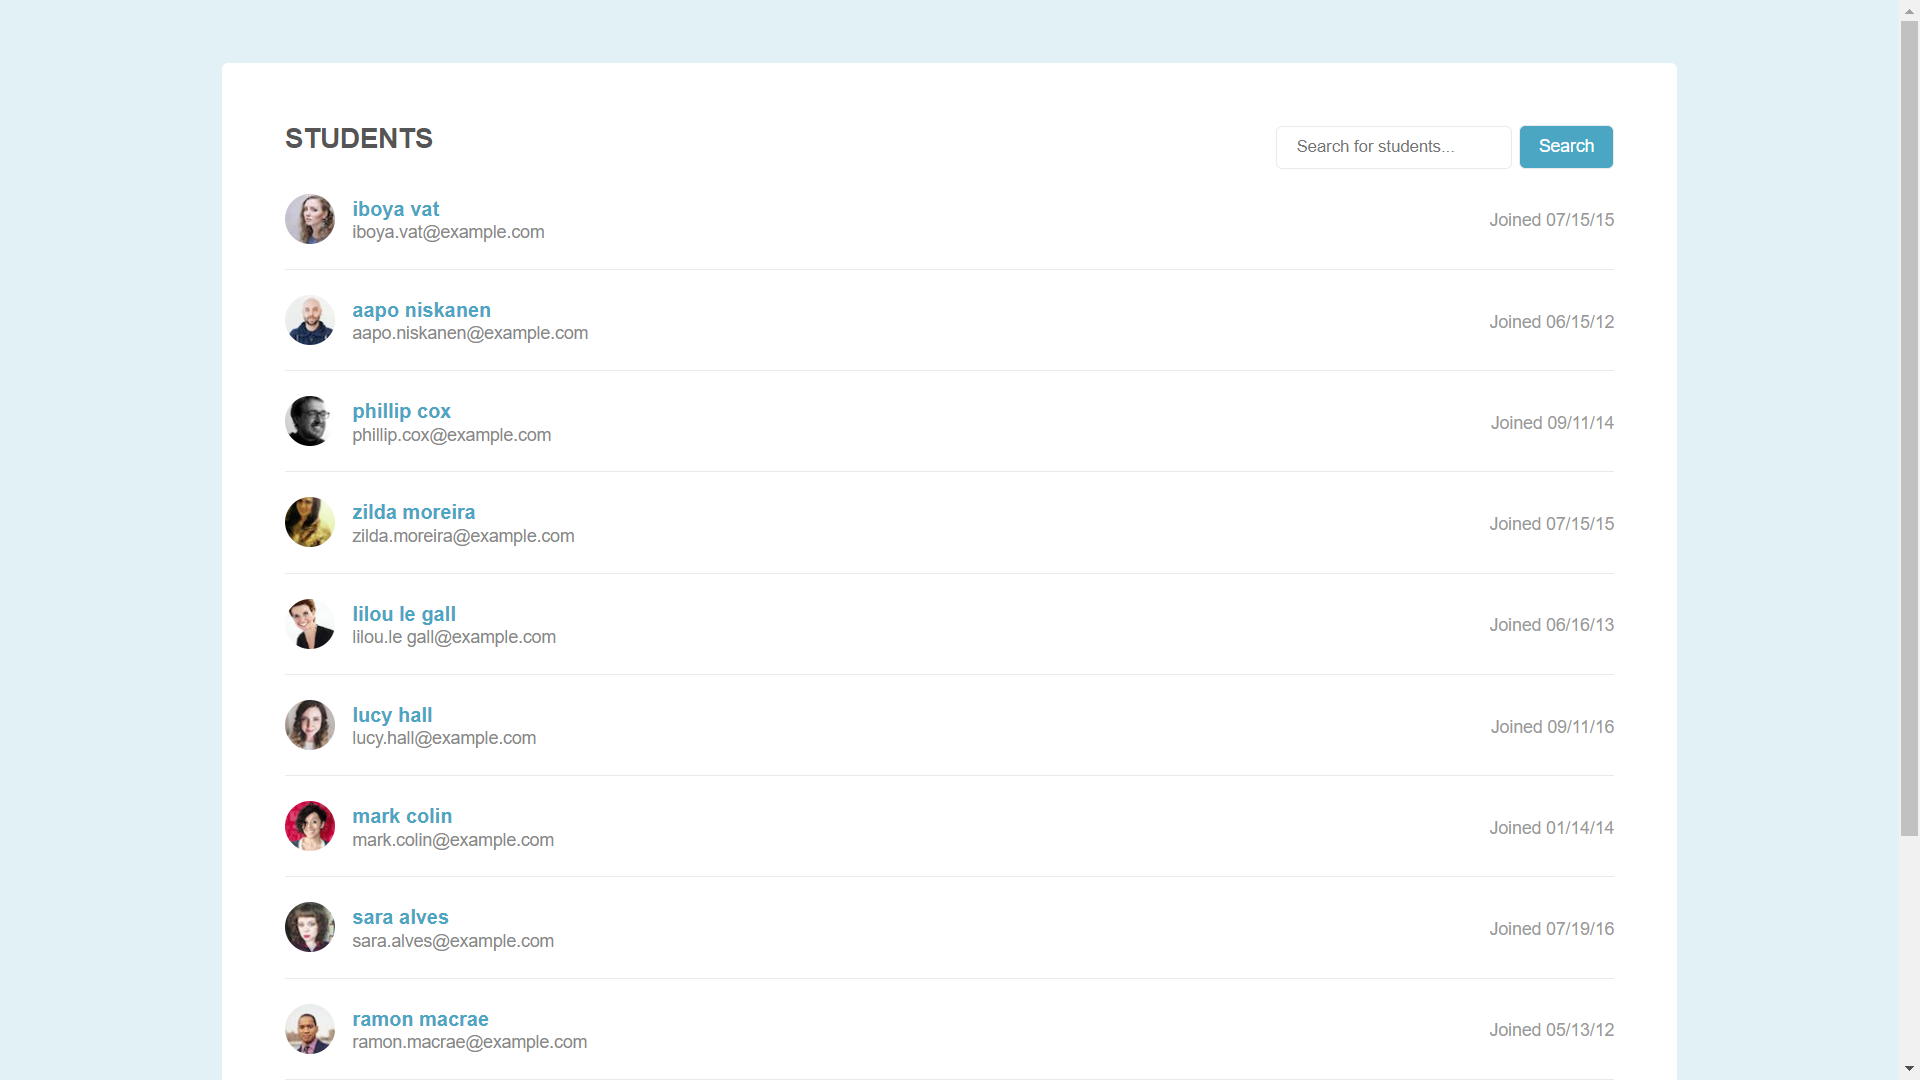 STUDENTS
Search for students...
Search
iboya vat
iboya.vat@example.com
Joined 07/15/15
aapo niskanen
aapo.niskanen@example.com
Joined 06/15/12
phillip cox
phillip.cox@example.com
Joined 09/11/14
zilda moreira
zilda.moreira@example.com
Joined 07/15/15
lilou le gall
lilou.le gall@example.com
Joined 06/16/13
lucy hall
lucy.hall@example.com
Joined 09/11/16
mark colin
mark.colin@example.com
Joined 01/14/14
sara alves
sara.alves@example.com
Joined 07/19/16
ramon macrae
ramon.macrae@example.com
Joined 05/13/12